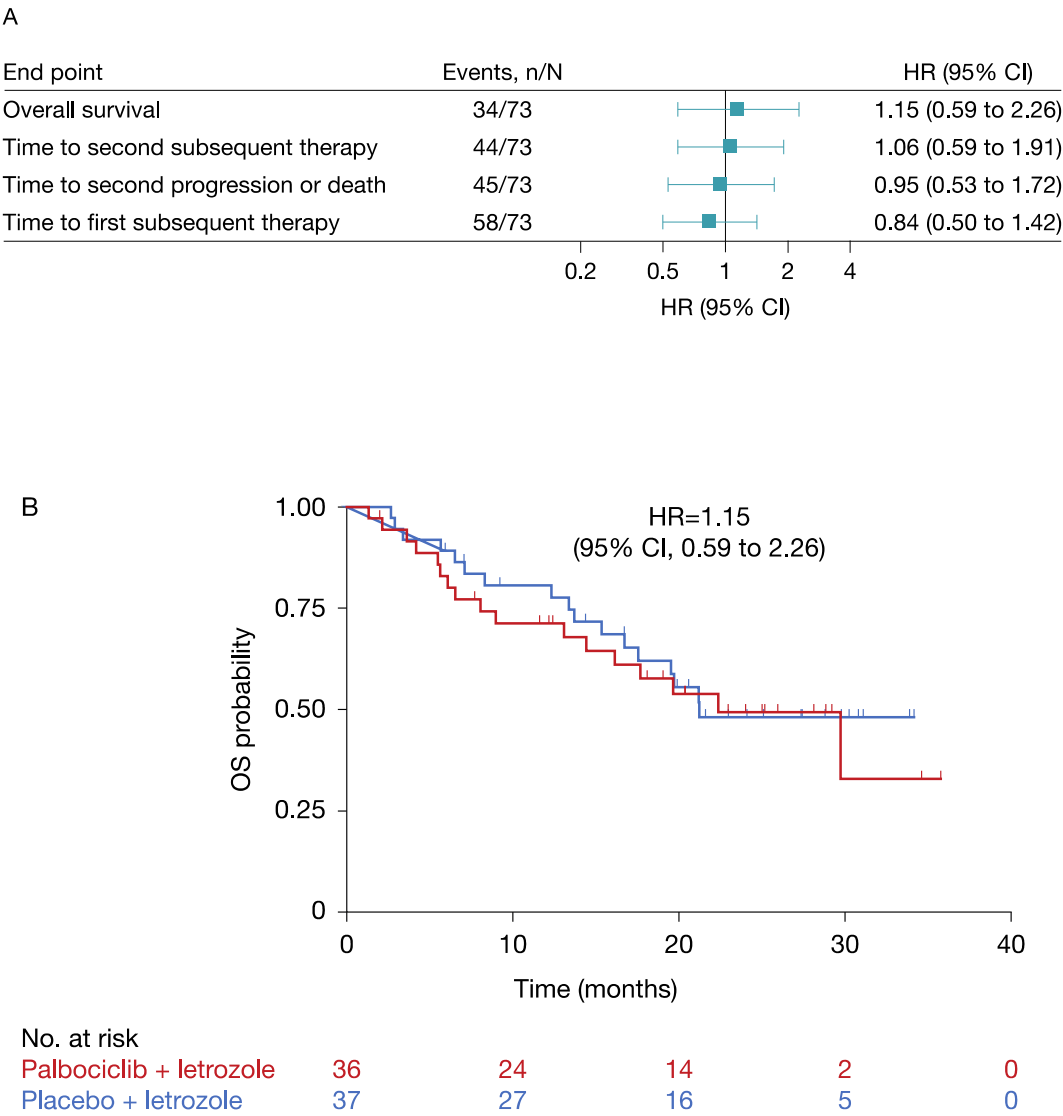 A
End point Events, n/N HR (95% CI)
Overall survival 34/73 1.15 (0.59 to 2.26)
Time to second subsequent therapy 44/73 1.06 (0.59 to 1.91)
Time to second progression or death 45/73 0.95 (0.53 to 1.72)
Time to first subsequent therapy 58/73 0.84 (0.50 to 1.42)
0.2 0.5 1 2 4
HR (95% CI)
B
HR=1.15
(95% CI, 0.59 to 2.26)
1.00
0.75
0.50
0.25
0
OS probability
0 10 20 30 40
Time (months)
No. at risk
Palbociclib + letrozole 36 24 14 2 0
Placebo + letrozole 37 27 16 5 0